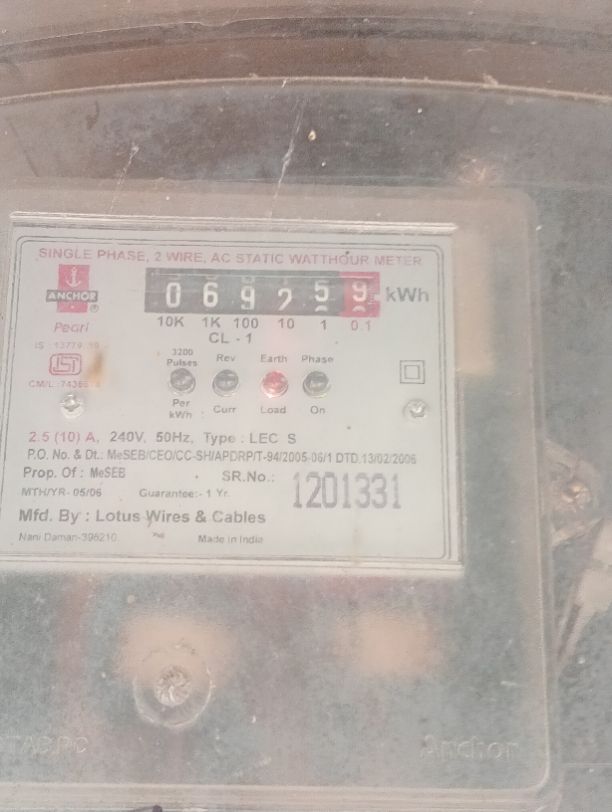 SINGLE PHASE, 2 WIRE, AC STATIC WATTHOUR METER
ANCHOR
Pearl
0 6 9 2 5 9 kWh
10K 1K 100 10 1 0.1
CL - 1
IS : 13779
CM/L
3200 Pulses Rev Earth Phase
Per kWh : Curr Load On
2.5 (10) A, 240V, 50Hz, Type : LEC S
P.O. No. & Dt.: MeSEB/CEO/CC-SH/APDRP/T-94/2005-06/1 DTD.13/02/2006
Prop. Of : MeSEB SR.No.: 1201331
MTH/YR- 05/06 Guarantee:- 1 Yr.
Mfd. By : Lotus Wires & Cables
Nani Daman-396210. Made in India
Anchor